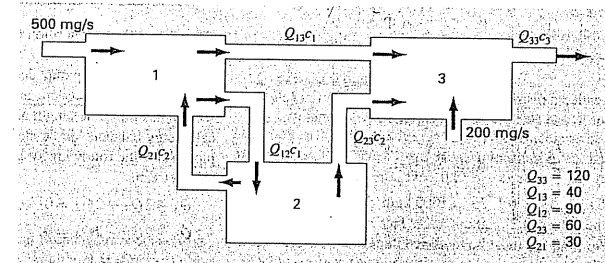 500 mg/s
Q13c1
Q33c3
1
3
200 mg/s
Q21c2
Q12c1
Q23c2
2
Q33 = 120
Q13 = 40
Q12 = 90
Q23 = 60
Q21 = 30